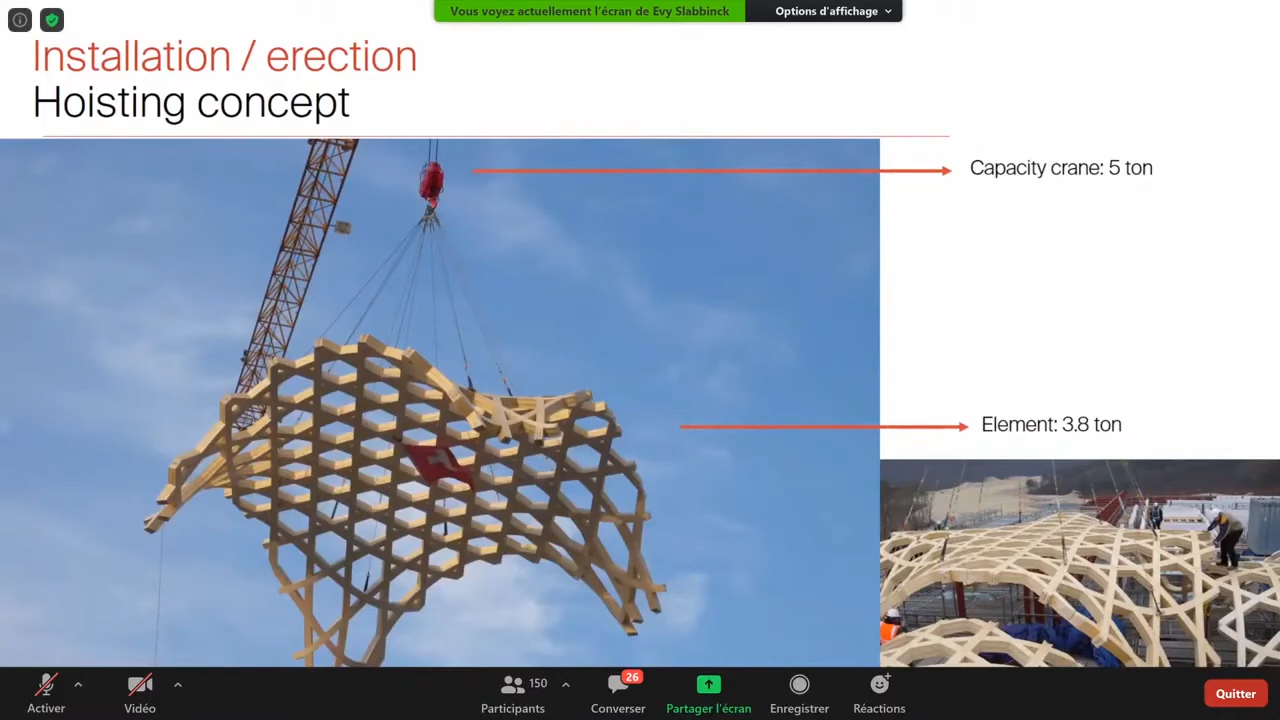 Vous voyez actuellement l'écran de Evy Slabbinck
Options d'affichage
Installation / erection
Hoisting concept
Capacity crane: 5 ton
Element: 3.8 ton
Activer
Vidéo
150
Participants
26
Converser
Partager l'écran
Enregistrer
Réactions
Quitter